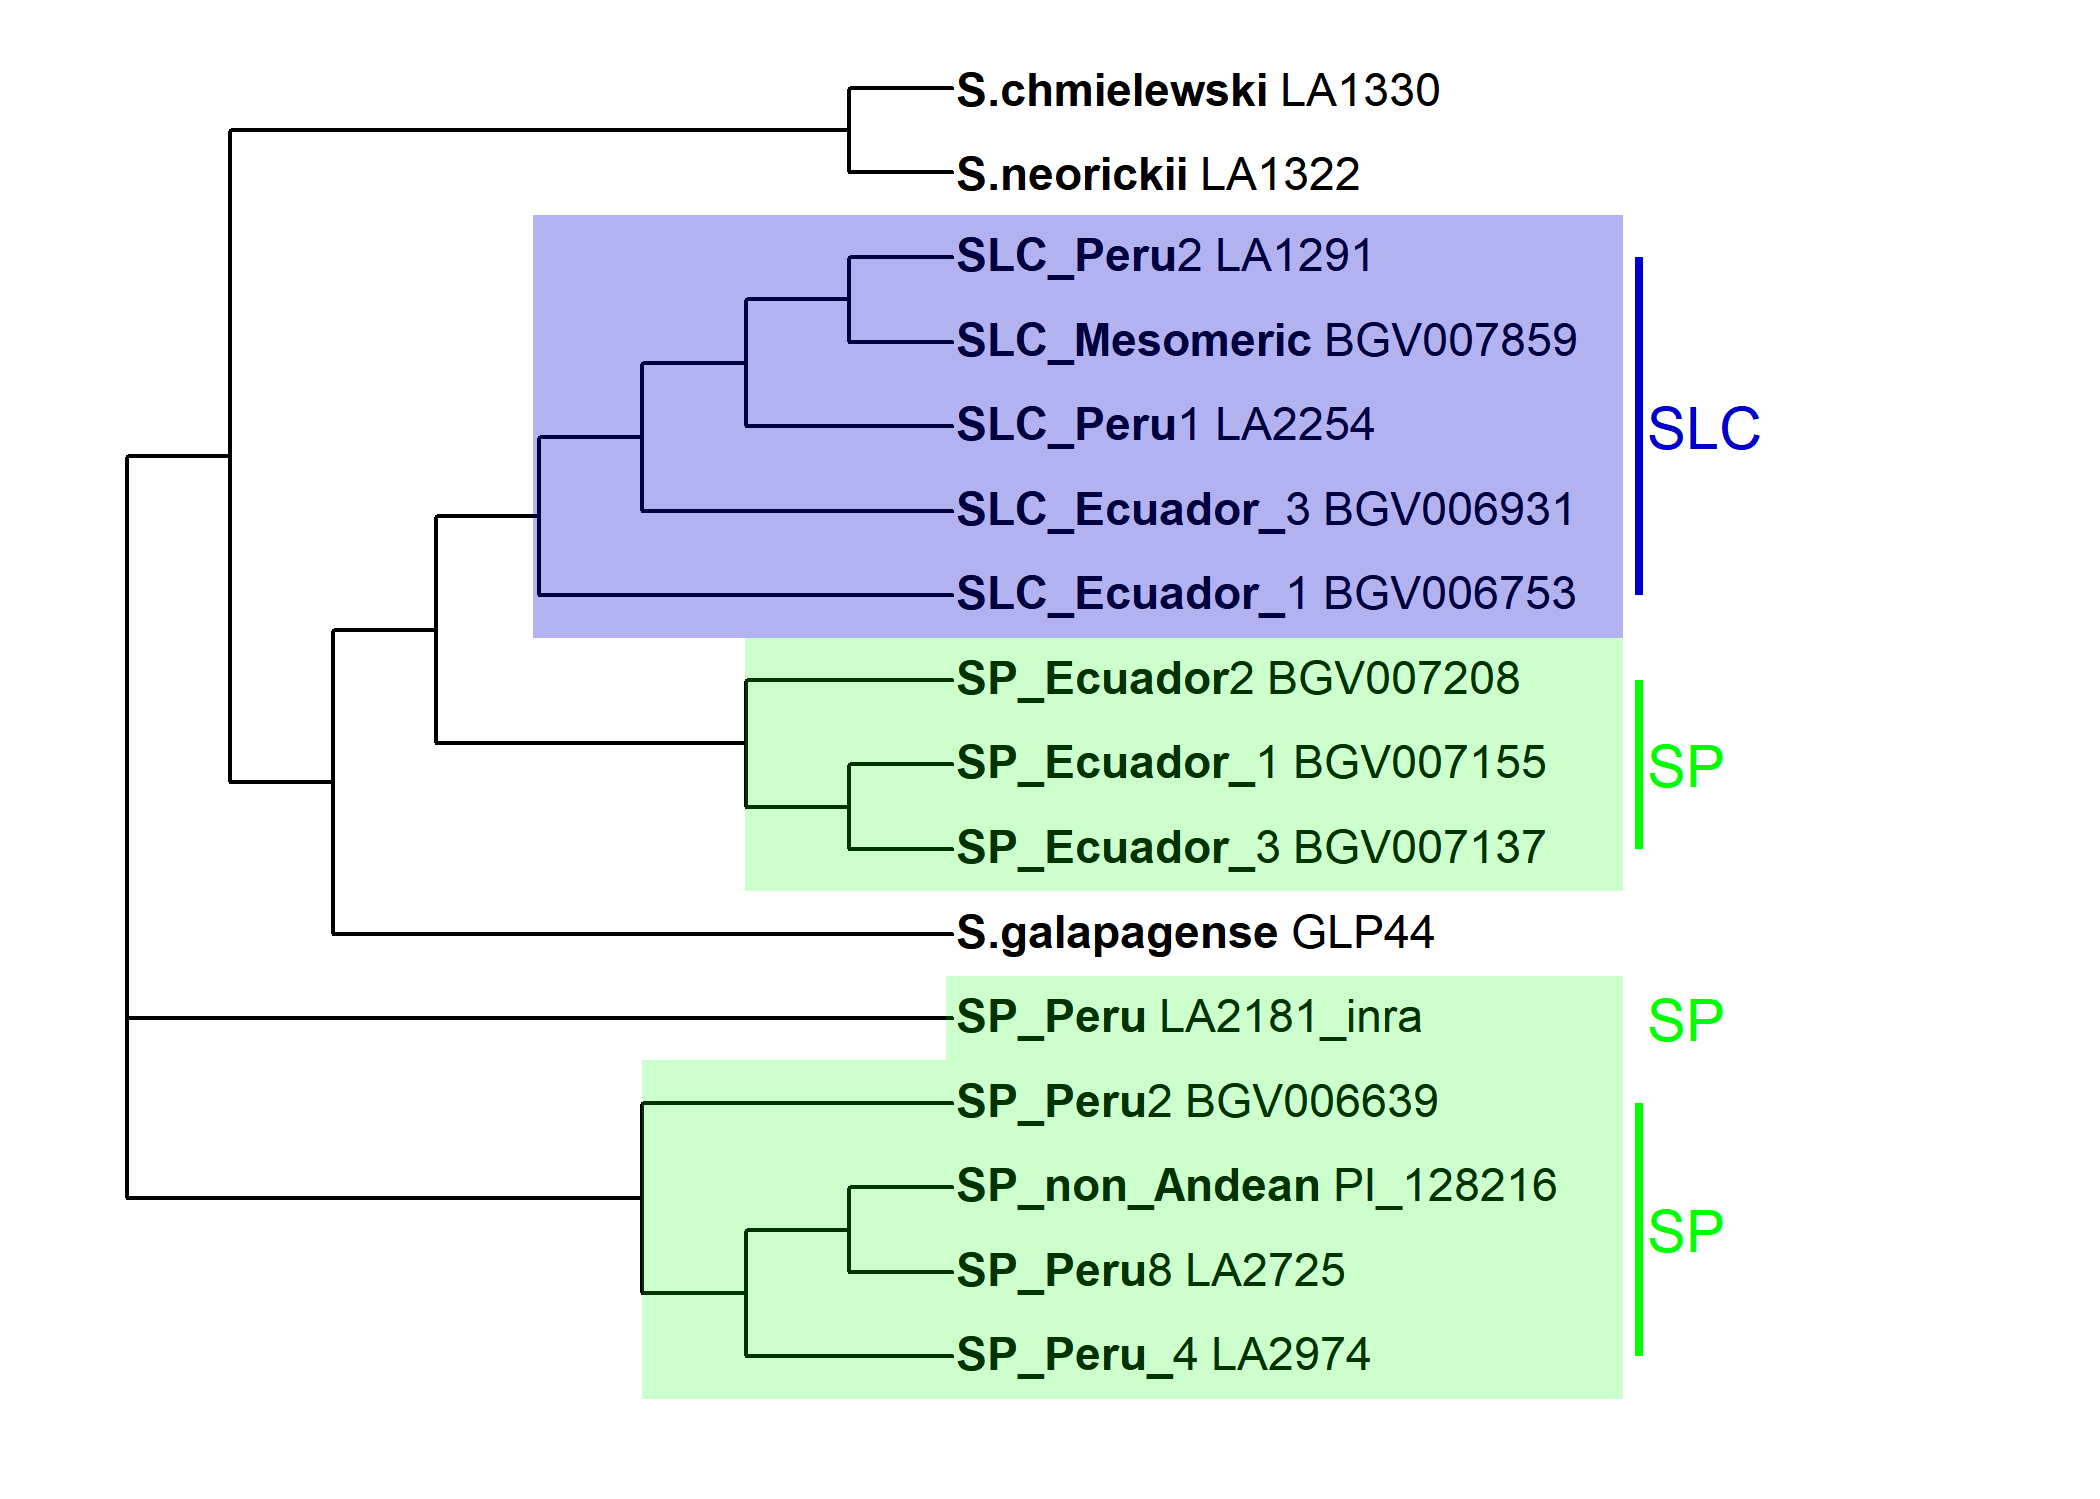 S.chmielewski LA1330
S.neorickii LA1322
SLC_Peru2 LA1291
SLC_Mesomeric BGV007859
SLC_Peru1 LA2254
SLC
SLC_Ecuador_3 BGV006931
SLC_Ecuador_1 BGV006753
SP_Ecuador2 BGV007208
SP_Ecuador_1 BGV007155
SP
SP_Ecuador_3 BGV007137
S.galapagense GLP44
SP_Peru LA2181_inra
SP
SP_Peru2 BGV006639
SP_non_Andean PI_128216
SP
SP_Peru8 LA2725
SP_Peru_4 LA2974